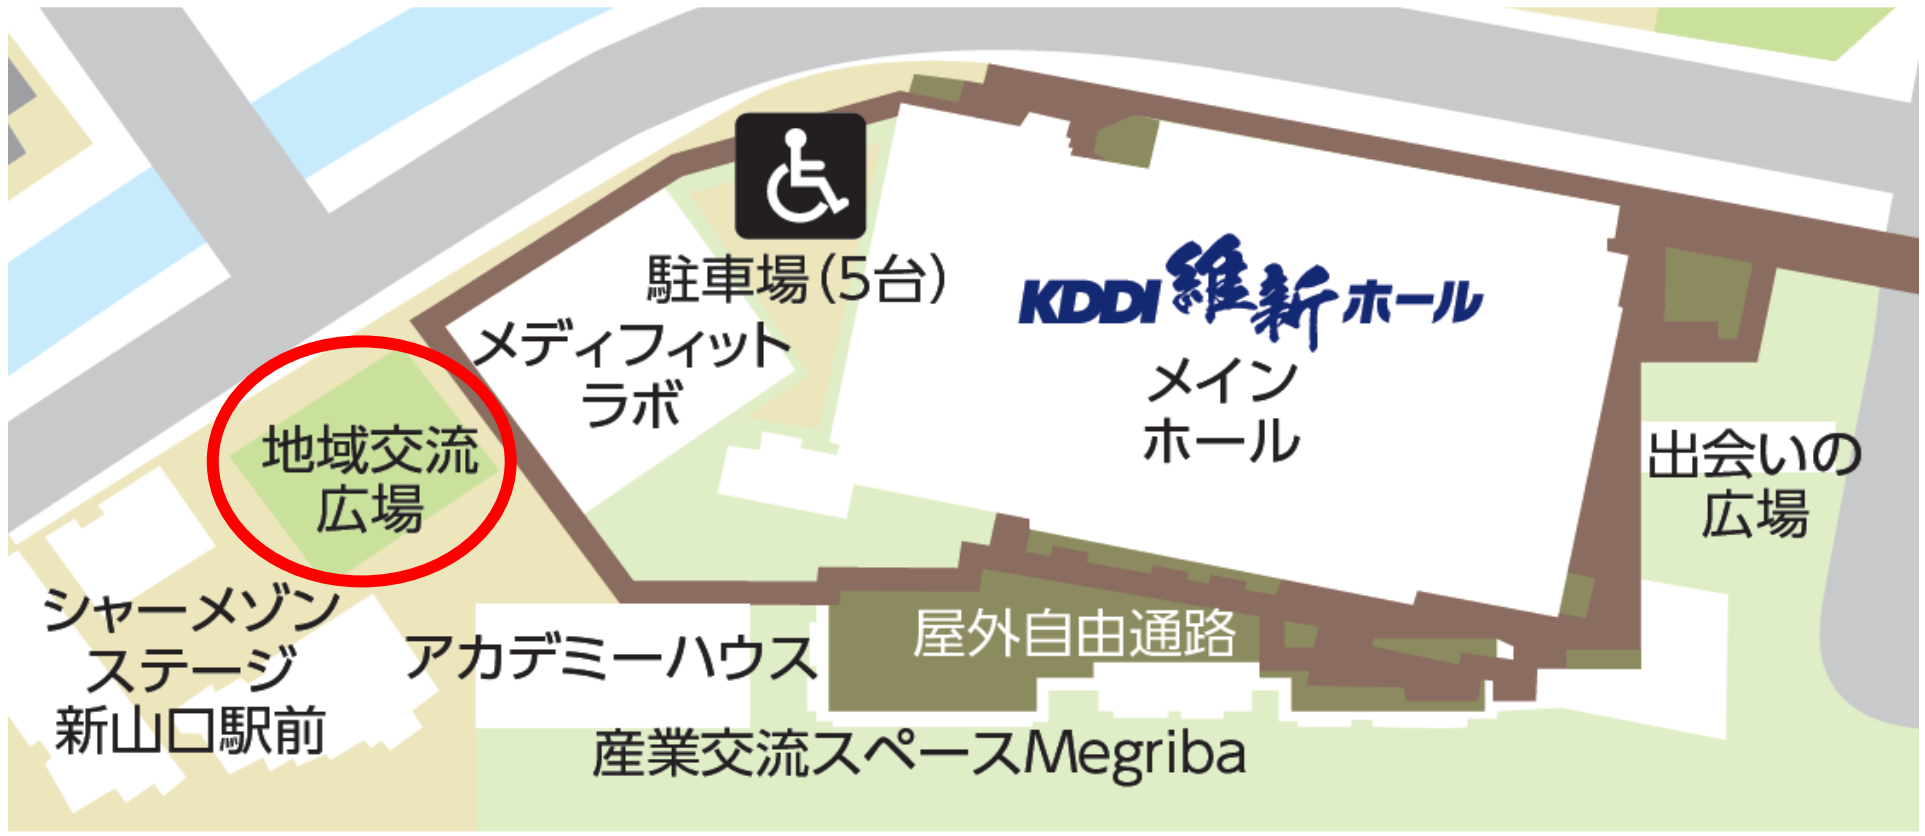 駐車場(5台)
KDDI維新ホール
メイン
ホール
メディフィット
ラボ
地域交流
広場
出会いの
広場
シャーメゾン
ステージ
新山口駅前
アカデミーハウス
屋外自由通路
産業交流スペースMegriba